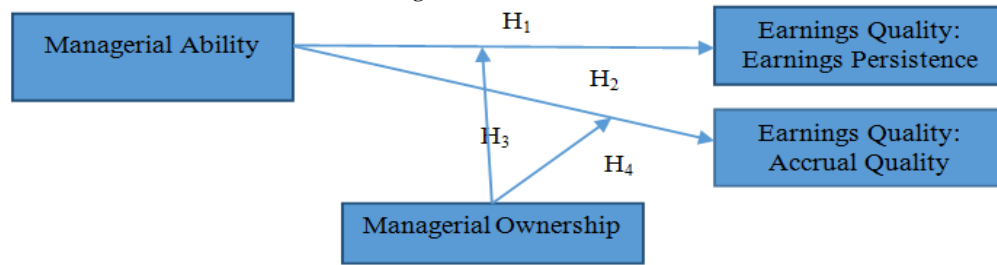 Managerial Ability
H₁
Earnings Quality:
Earnings Persistence
H₂
Earnings Quality:
Accrual Quality
H₃
H₄
Managerial Ownership